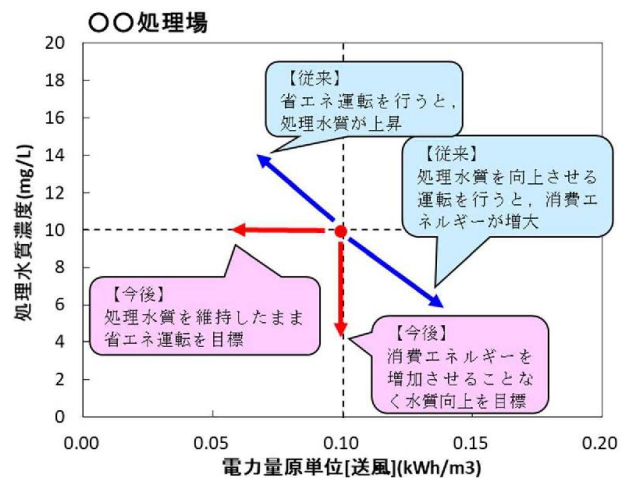 〇〇処理場
処理水質濃度(mg/L)
20
18
16
14
12
10
8
6
4
2
0
【従来】
省エネ運転を行うと,
処理水質が上昇
【従来】
処理水質を向上させる
運転を行うと,消費エ
ネルギーが増大
【今後】
処理水質を維持したまま
省エネ運転を目標
【今後】
消費エネルギーを
増加させることな
く水質向上を目標
0.00
0.05
0.10
0.15
0.20
電力量原単位[送風](kWh/m3)